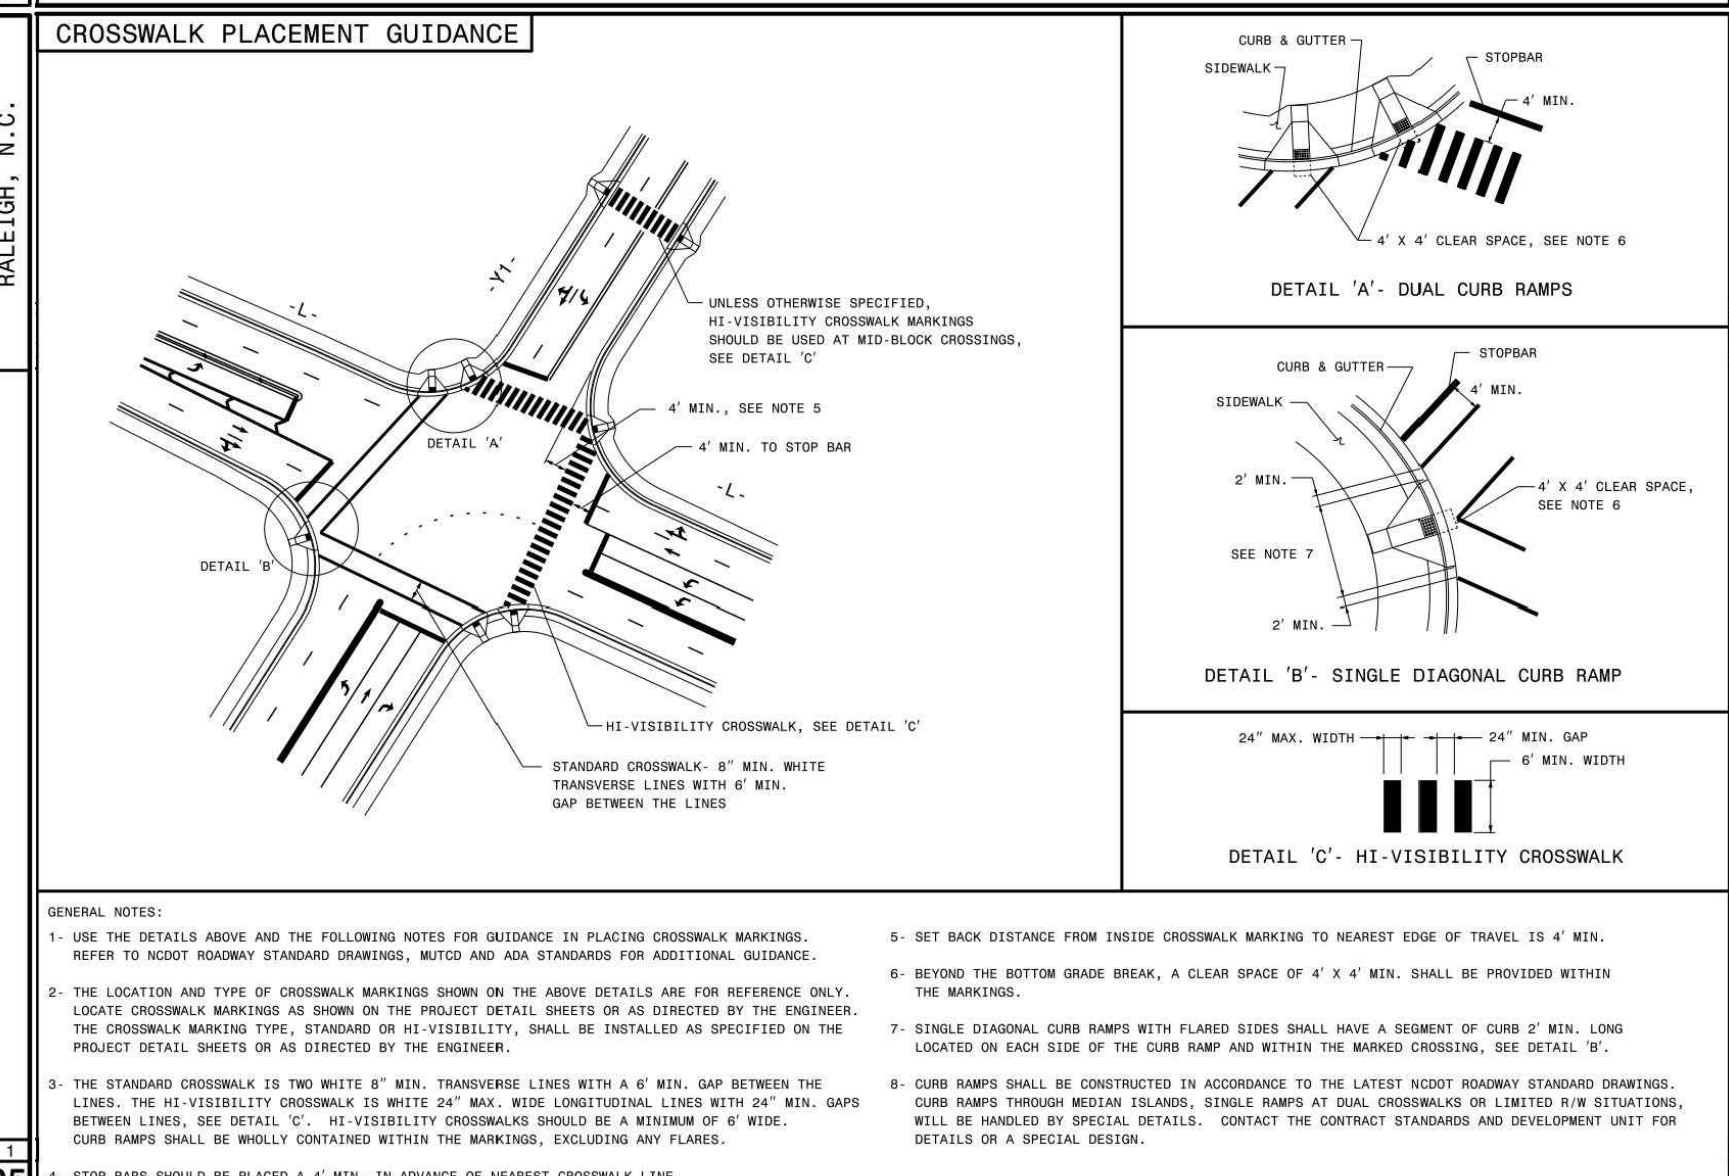 CROSSWALK PLACEMENT GUIDANCE
RALEIGH, N.C.
-L-
-Y1-
UNLESS OTHERWISE SPECIFIED,
HI-VISIBILITY CROSSWALK MARKINGS
SHOULD BE USED AT MID-BLOCK CROSSINGS,
SEE DETAIL 'C'
4' MIN., SEE NOTE 5
DETAIL 'A'
4' MIN. TO STOP BAR
-L-
DETAIL 'B'
HI-VISIBILITY CROSSWALK, SEE DETAIL 'C'
STANDARD CROSSWALK- 8" MIN. WHITE
TRANSVERSE LINES WITH 6' MIN.
GAP BETWEEN THE LINES
CURB & GUTTER
STOPBAR
SIDEWALK
4' MIN.
4' X 4' CLEAR SPACE, SEE NOTE 6
DETAIL 'A'- DUAL CURB RAMPS
STOPBAR
CURB & GUTTER
4' MIN.
SIDEWALK
2' MIN.
4' X 4' CLEAR SPACE,
SEE NOTE 6
SEE NOTE 7
2' MIN.
DETAIL 'B'- SINGLE DIAGONAL CURB RAMP
24" MAX. WIDTH
24" MIN. GAP
6' MIN. WIDTH
DETAIL 'C'- HI-VISIBILITY CROSSWALK
GENERAL NOTES:
1- USE THE DETAILS ABOVE AND THE FOLLOWING NOTES FOR GUIDANCE IN PLACING CROSSWALK MARKINGS.
REFER TO NCDOT ROADWAY STANDARD DRAWINGS, MUTCD AND ADA STANDARDS FOR ADDITIONAL GUIDANCE.
2- THE LOCATION AND TYPE OF CROSSWALK MARKINGS SHOWN ON THE ABOVE DETAILS ARE FOR REFERENCE ONLY.
LOCATE CROSSWALK MARKINGS AS SHOWN ON THE PROJECT DETAIL SHEETS OR AS DIRECTED BY THE ENGINEER.
THE CROSSWALK MARKING TYPE, STANDARD OR HI-VISIBILITY, SHALL BE INSTALLED AS SPECIFIED ON THE
PROJECT DETAIL SHEETS OR AS DIRECTED BY THE ENGINEER.
3- THE STANDARD CROSSWALK IS TWO WHITE 8" MIN. TRANSVERSE LINES WITH A 6' MIN. GAP BETWEEN THE
LINES. THE HI-VISIBILITY CROSSWALK IS WHITE 24" MAX. WIDE LONGITUDINAL LINES WITH 24" MIN. GAPS
BETWEEN LINES, SEE DETAIL 'C'. HI-VISIBILITY CROSSWALKS SHOULD BE A MINIMUM OF 6' WIDE.
CURB RAMPS SHALL BE WHOLLY CONTAINED WITHIN THE MARKINGS, EXCLUDING ANY FLARES.
4- STOP BARS SHOULD BE PLACED A 4' MIN. IN ADVANCE OF NEAREST CROSSWALK LINE.
5- SET BACK DISTANCE FROM INSIDE CROSSWALK MARKING TO NEAREST EDGE OF TRAVEL IS 4' MIN.
6- BEYOND THE BOTTOM GRADE BREAK, A CLEAR SPACE OF 4' X 4' MIN. SHALL BE PROVIDED WITHIN
THE MARKINGS.
7- SINGLE DIAGONAL CURB RAMPS WITH FLARED SIDES SHALL HAVE A SEGMENT OF CURB 2' MIN. LONG
LOCATED ON EACH SIDE OF THE CURB RAMP AND WITHIN THE MARKED CROSSING, SEE DETAIL 'B'.
8- CURB RAMPS SHALL BE CONSTRUCTED IN ACCORDANCE TO THE LATEST NCDOT ROADWAY STANDARD DRAWINGS.
CURB RAMPS THROUGH MEDIAN ISLANDS, SINGLE RAMPS AT DUAL CROSSWALKS OR LIMITED R/W SITUATIONS,
WILL BE HANDLED BY SPECIAL DETAILS. CONTACT THE CONTRACT STANDARDS AND DEVELOPMENT UNIT FOR
DETAILS OR A SPECIAL DESIGN.
1